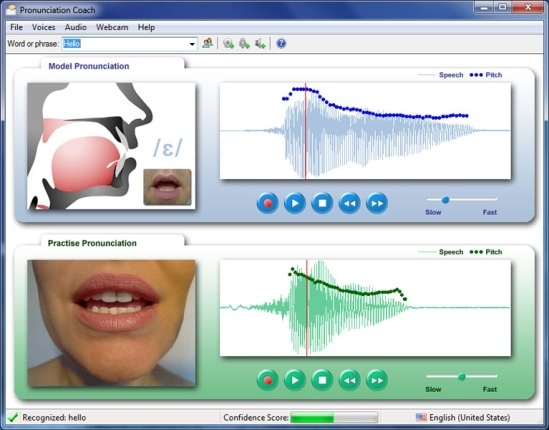 Pronunciation Coach
File Voices Audio Webcam Help
Word or phrase: Hello
Model Pronunciation
Speech Pitch
/ɛ/
Slow Fast
Practise Pronunciation
Speech Pitch
Slow Fast
Recognized: hello Confidence Score: English (United States)